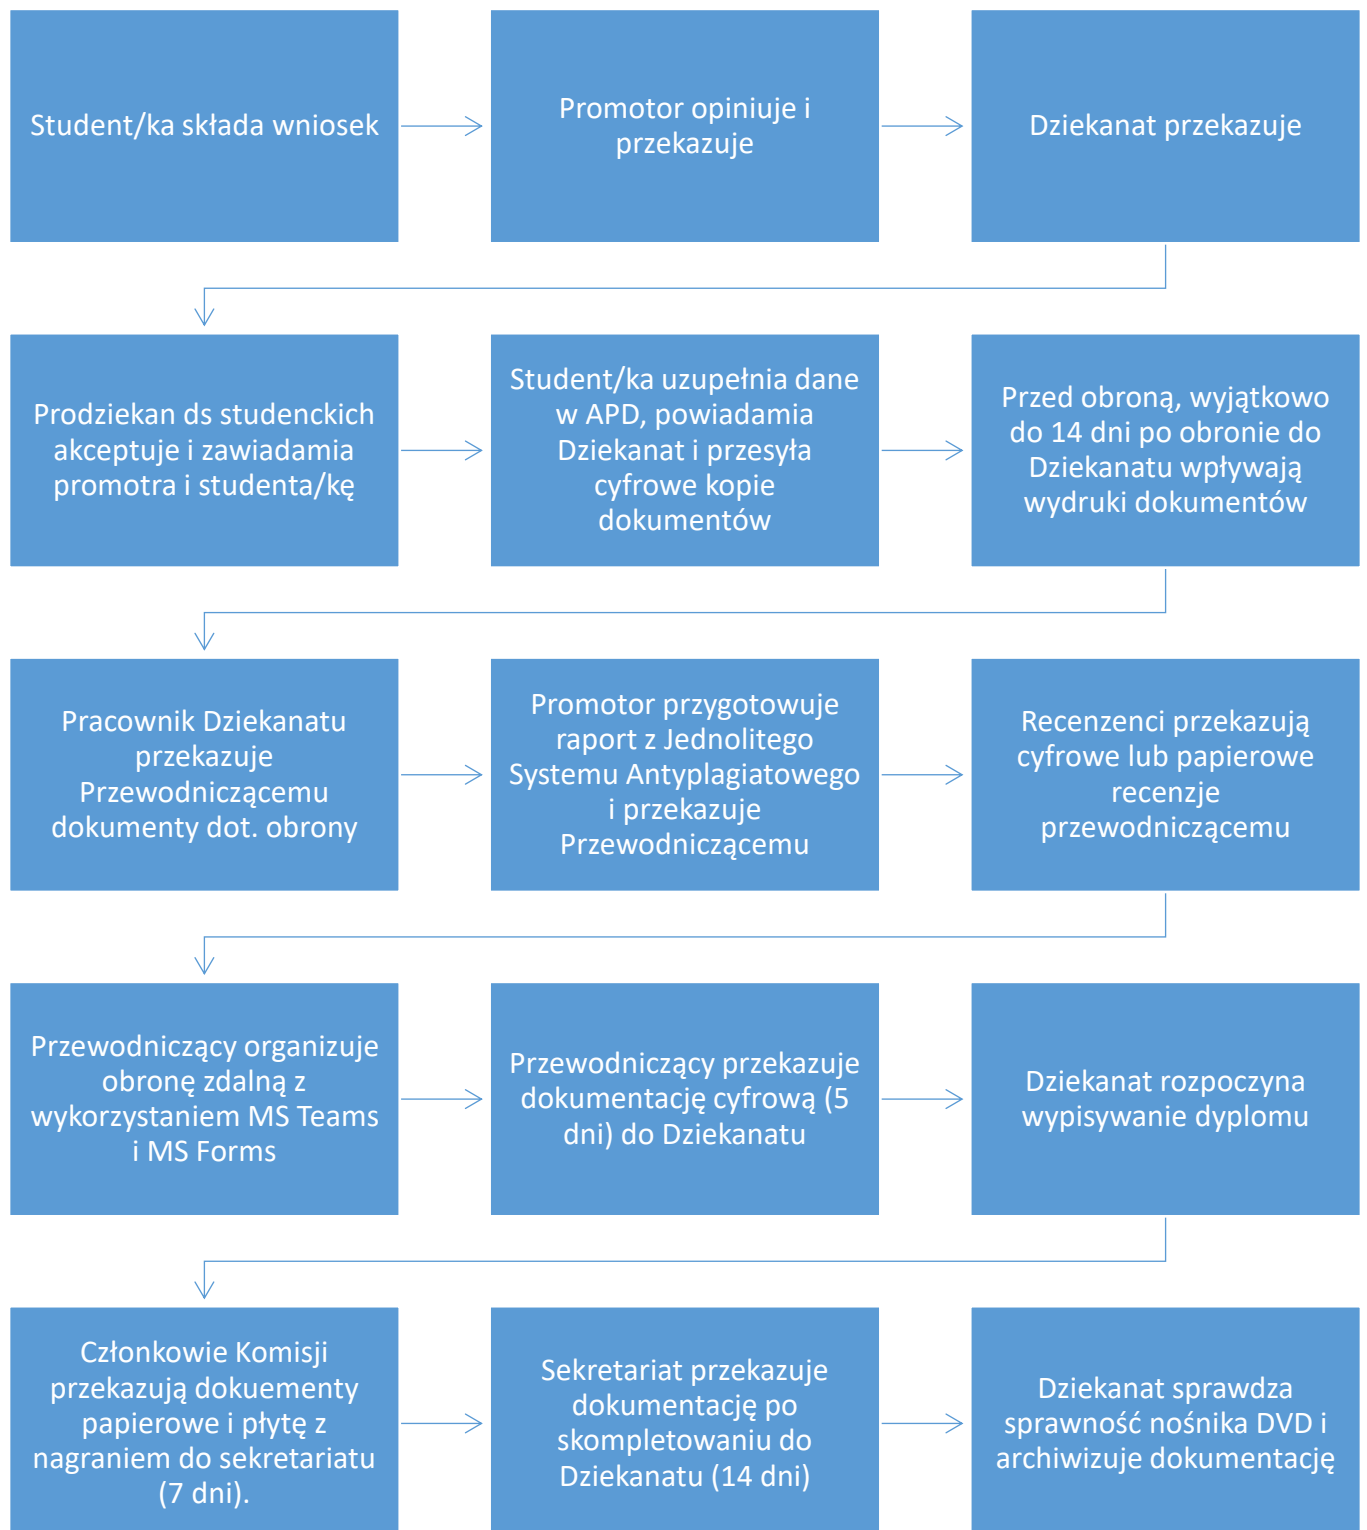 Student/ka składa wniosek
Promotor opiniuje i
przekazuje
Dziekanat przekazuje
Prodziekan ds studenckich
akceptuje i zawiadamia
promotra i studenta/kę
Student/ka uzupełnia dane
w APD, powiadamia
Dziekanat i przesyła
cyfrowe kopie
dokumentów
Przed obroną, wyjątkowo
do 14 dni po obronie do
Dziekanatu wpływają
wydruki dokumentów
Pracownik Dziekanatu
przekazuje
Przewodniczącemu
dokumenty dot. obrony
Promotor przygotowuje
raport z Jednolitego
Systemu Antyplagiatowego
i przekazuje
Przewodniczącemu
Recenzenci przekazują
cyfrowe lub papierowe
recenzje
przewodniczącemu
Przewodniczący organizuje
obronę zdalną z
wykorzystaniem MS Teams
i MS Forms
Przewodniczący przekazuje
dokumentację cyfrową (5
dni) do Dziekanatu
Dziekanat rozpoczyna
wypisywanie dyplomu
Członkowie Komisji
przekazują dokuementy
papierowe i płytę z
nagraniem do sekretariatu
(7 dni).
Sekretariat przekazuje
dokumentację po
skompletowaniu do
Dziekanatu (14 dni)
Dziekanat sprawdza
sprawność nośnika DVD i
archiwizuje dokumentację